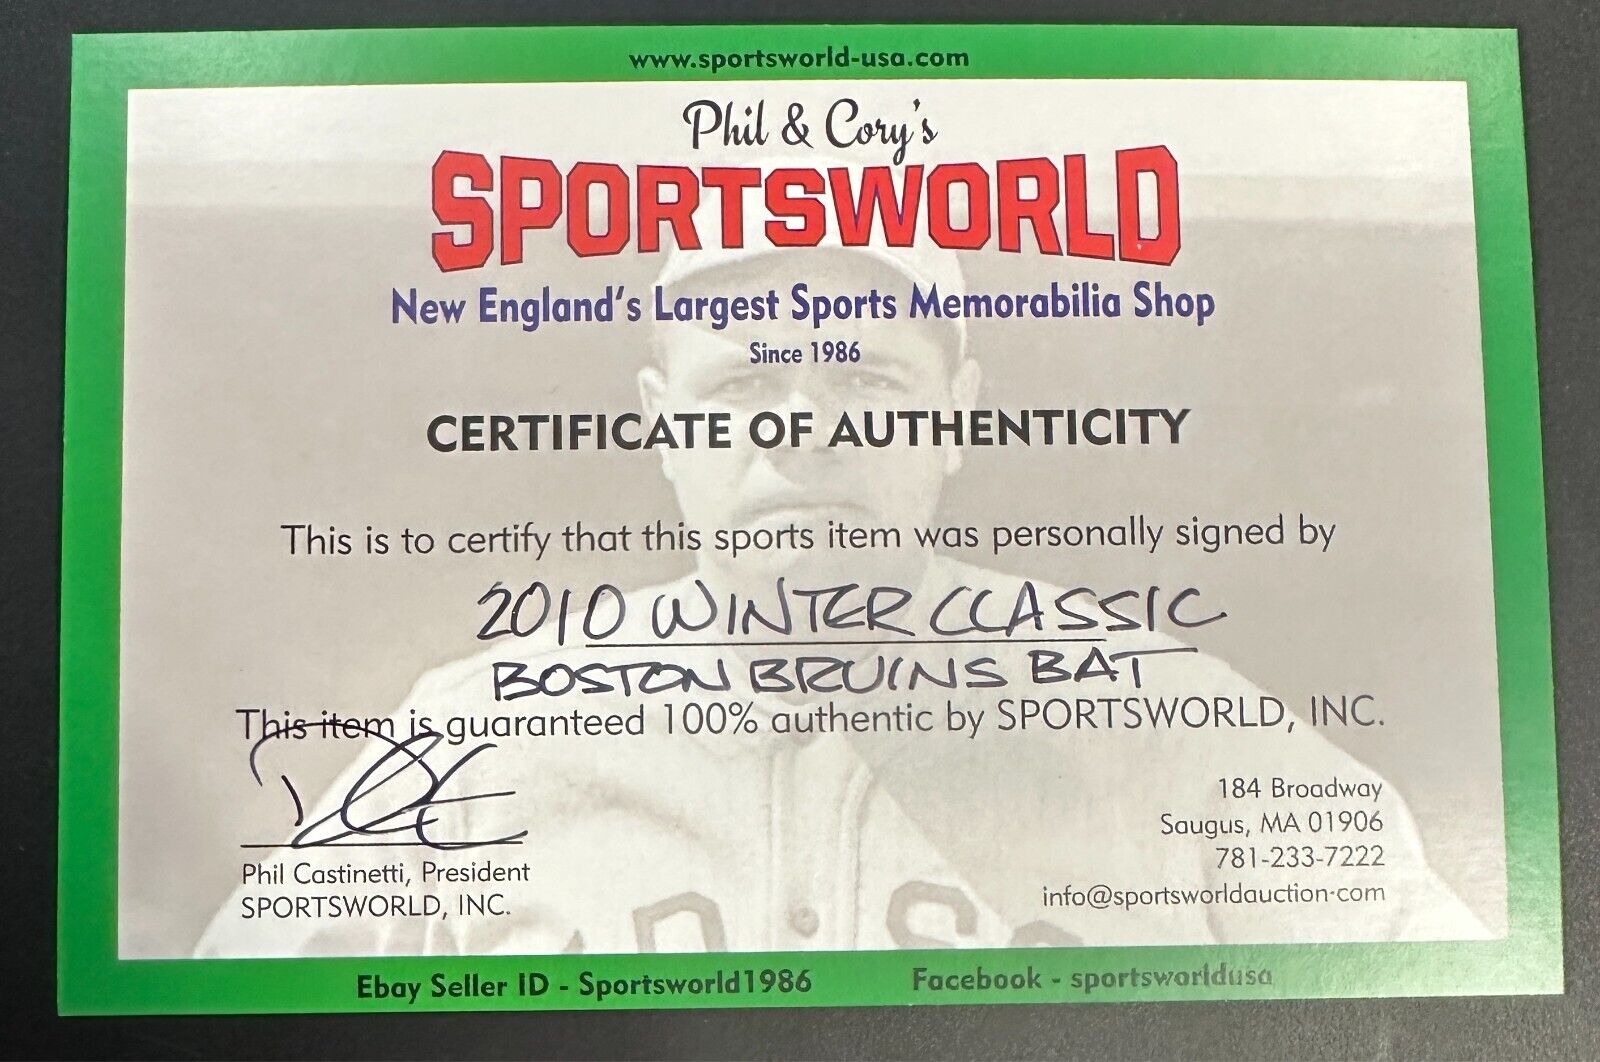 www.sportsworld-usa.com
Phil & Cory's
SPORTSWORLD
New England's Largest Sports Memorabilia Shop
Since 1986
CERTIFICATE OF AUTHENTICITY
This is to certify that this sports item was personally signed by
2010 WINTER CLASSIC
BOSTON BRUINS BAT
This item is guaranteed 100% authentic by SPORTSWORLD, INC.
Phil Castinetti, President
SPORTSWORLD, INC.
184 Broadway
Saugus, MA 01906
781-233-7222
info@sportsworldauction.com
Ebay Seller ID - Sportsworld1986
Facebook - sportsworldusa